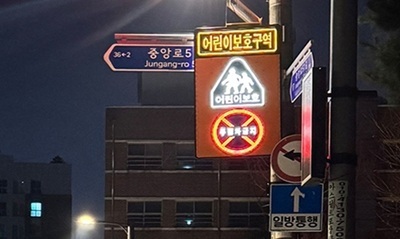 어린이보호구역
36←2 중앙로5
Jungang-ro 5
어린이보호
주정차금지
일방통행